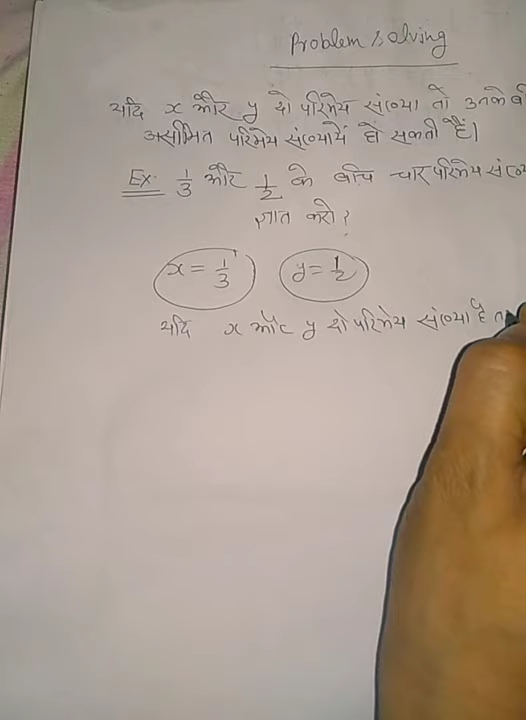 Problem solving
यदि x और y दो परिमेय संख्या तो उनके
असीमित परिमेय संख्यायें हो सकती हैं।
Ex: 1/3 और 1/2 के बीच चार परिमेय
ज्ञात करो?
x = 1/3 y = 1/2
यदि x और y दो परिमेय संख्या है